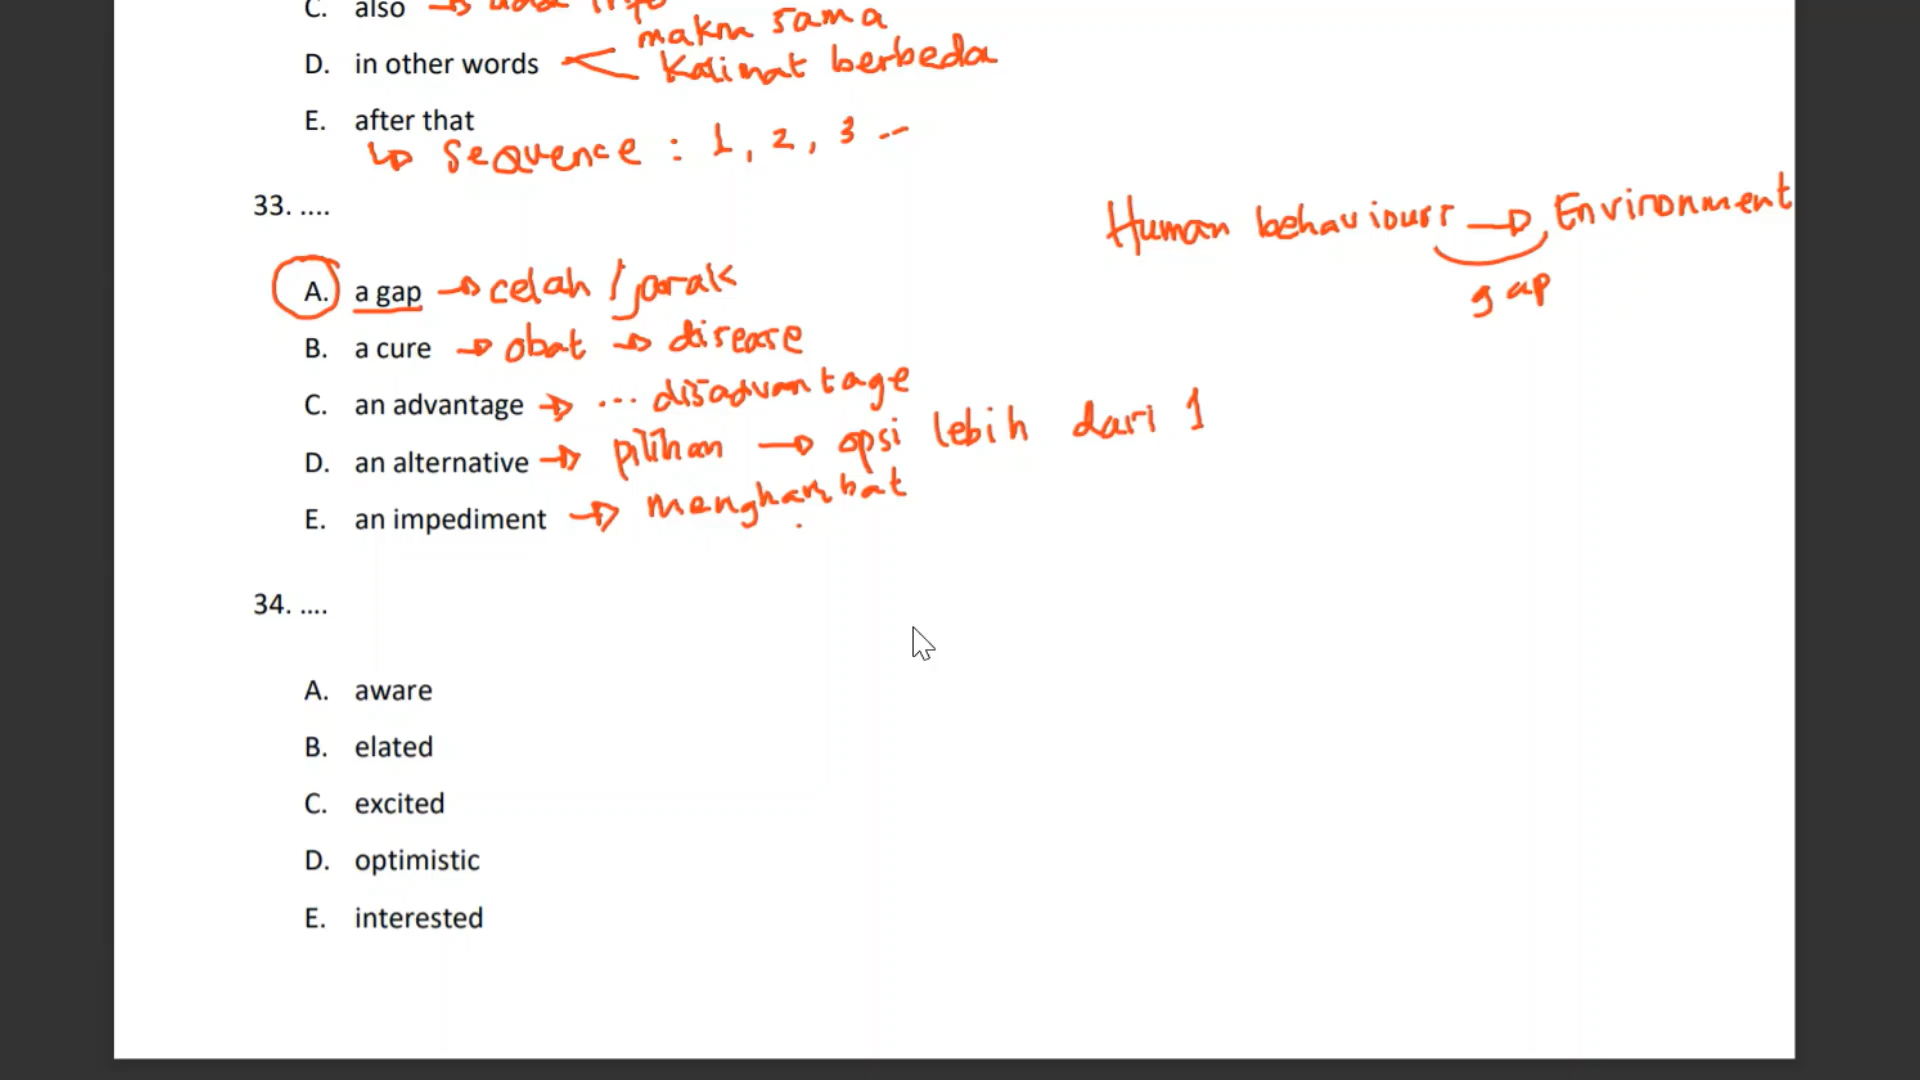 C. also →
makna sama
D. in other words
kalimat berbeda
E. after that
↳ Sequence : 1, 2, 3 --
33. ....
Human behaviourr → Environment
gap
A. a gap → celah / jarak
B. a cure → obat → disease
C. an advantage → ... disadvantage
D. an alternative → pilihan → opsi lebih dari 1
E. an impediment → menghambat
34. ....
A. aware
B. elated
C. excited
D. optimistic
E. interested